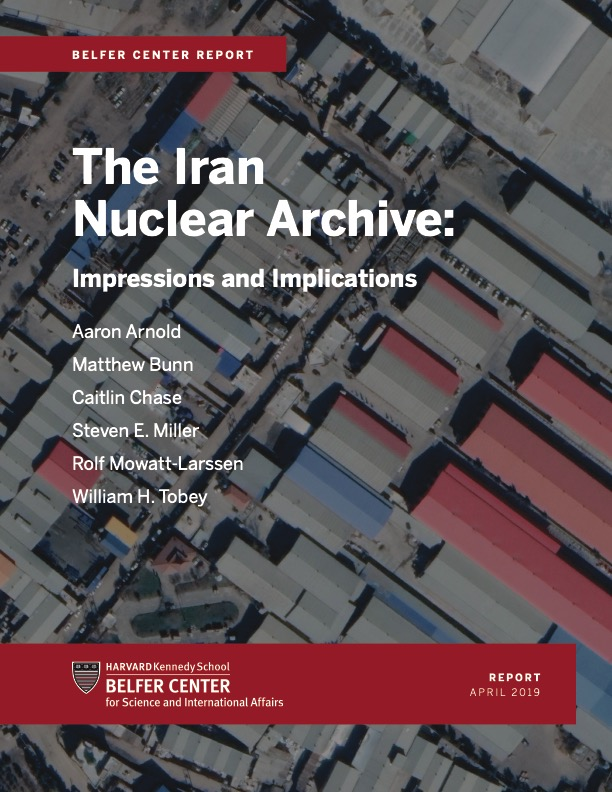 BELFER CENTER REPORT
The Iran
Nuclear Archive:
Impressions and Implications
Aaron Arnold
Matthew Bunn
Caitlin Chase
Steven E. Miller
Rolf Mowatt-Larssen
William H. Tobey
HARVARD Kennedy School
BELFER CENTER
for Science and International Affairs
REPORT
APRIL 2019